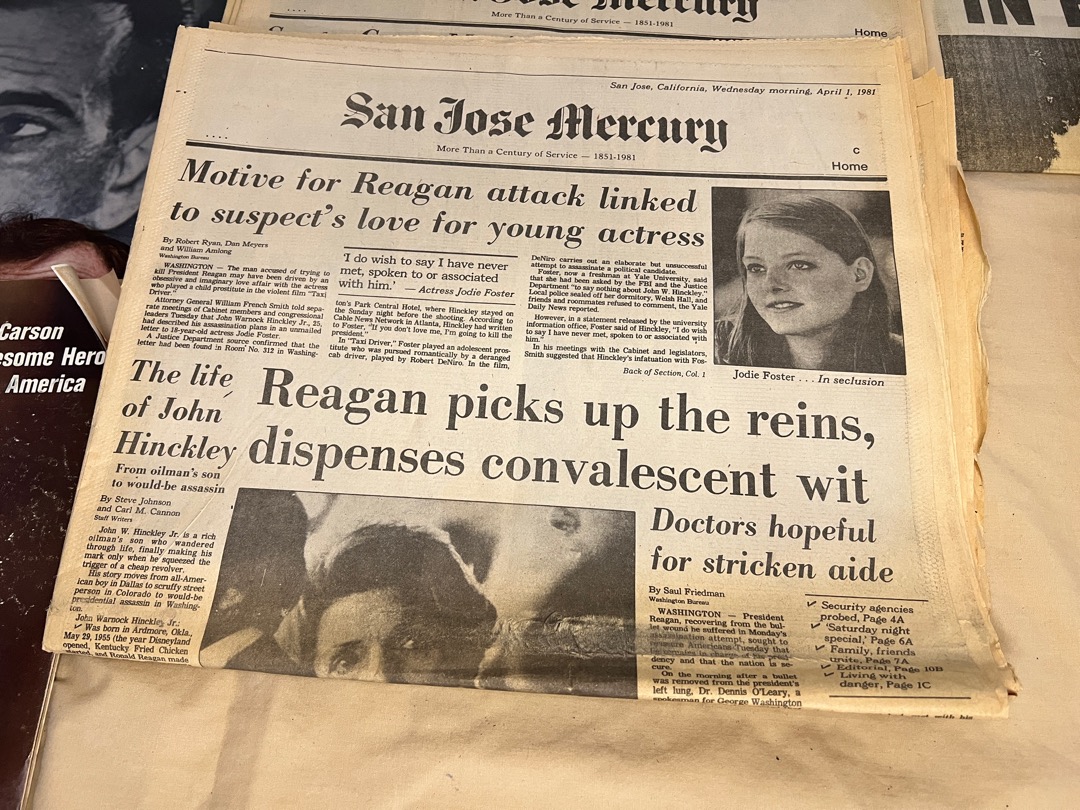 San Jose Mercury
More Than a Century of Service — 1851-1981
Home
IN
Carson
esome Hero
America
San Jose, California, Wednesday morning, April 1, 1981
San Jose Mercury
More Than a Century of Service — 1851-1981
c
Home
Motive for Reagan attack linked
to suspect's love for young actress
By Robert Ryan, Dan Meyers
and William Amlong
Washington Bureau
WASHINGTON — The man accused of trying to
kill President Reagan may have been driven by an
obsessive and imaginary love affair with the actress
who played a child prostitute in the violent film "Taxi
Driver."
Attorney General William French Smith told sepa-
rate meetings of Cabinet members and congressional
leaders Tuesday that John Warnock Hinckley Jr., 25,
had described his assassination plans in an unmailed
letter to 18-year-old actress Jodie Foster.
A Justice Department source confirmed that the
letter had been found in Room No. 312 in Washing-
'I do wish to say I have never
met, spoken to or associated
with him.'
— Actress Jodie Foster
ton's Park Central Hotel, where Hinckley stayed on
the Sunday night before the shooting. According to
Cable News Network in Atlanta, Hinckley had written
to Foster, "If you don't love me, I'm going to kill the
president."
In "Taxi Driver," Foster played an adolescent pros-
titute who was pursued romantically by a deranged
cab driver, played by Robert DeNiro. In the film,
DeNiro carries out an elaborate but unsuccessful
attempt to assassinate a political candidate.
Foster, now a freshman at Yale University, said
that she had been asked by the FBI and the Justice
Department "to say nothing about John W. Hinckley."
Local police sealed off her dormitory, Welsh Hall, and
friends and roommates refused to comment, the Yale
Daily News reported.
However, in a statement released by the university
information office, Foster said of Hinckley, "I do wish
to say I have never met, spoken to or associated with
him."
In his meetings with the Cabinet and legislators,
Smith suggested that Hinckley's infatuation with Fos-
Back of Section, Col. 1
Jodie Foster . . . In seclusion
The life
of John
Hinckley
From oilman's son
to would-be assassin
By Steve Johnson
and Carl M. Cannon
Staff Writers
John W. Hinckley Jr. is a rich
oilman's son who wandered
through life, finally making his
mark only when he squeezed the
trigger of a cheap revolver.
His story moves from all-Amer-
ican boy in Dallas to scruffy street
person in Colorado to would-be
presidential assassin in Washing-
ton.
John Warnock Hinckley Jr.:
✓ Was born in Ardmore, Okla.,
May 29, 1955 (the year Disneyland
opened, Kentucky Fried Chicken
started, and Ronald Reagan made
Reagan picks up the reins,
dispenses convalescent wit
Doctors hopeful
for stricken aide
By Saul Friedman
Washington Bureau
WASHINGTON — President
Reagan, recovering from the bul-
let wound he suffered in Monday's
assassination attempt, sought to
reassure Americans Tuesday that
he remains in charge of his presi-
dency and that the nation is se-
cure.
On the morning after a bullet
was removed from the president's
left lung, Dr. Dennis O'Leary, a
spokesman for George Washington
✓ Security agencies
probed, Page 4A
✓ 'Saturday night
special,' Page 6A
✓ Family, friends
unite, Page 7A
✓ Editorial, Page 10B
✓ Living with
danger, Page 1C